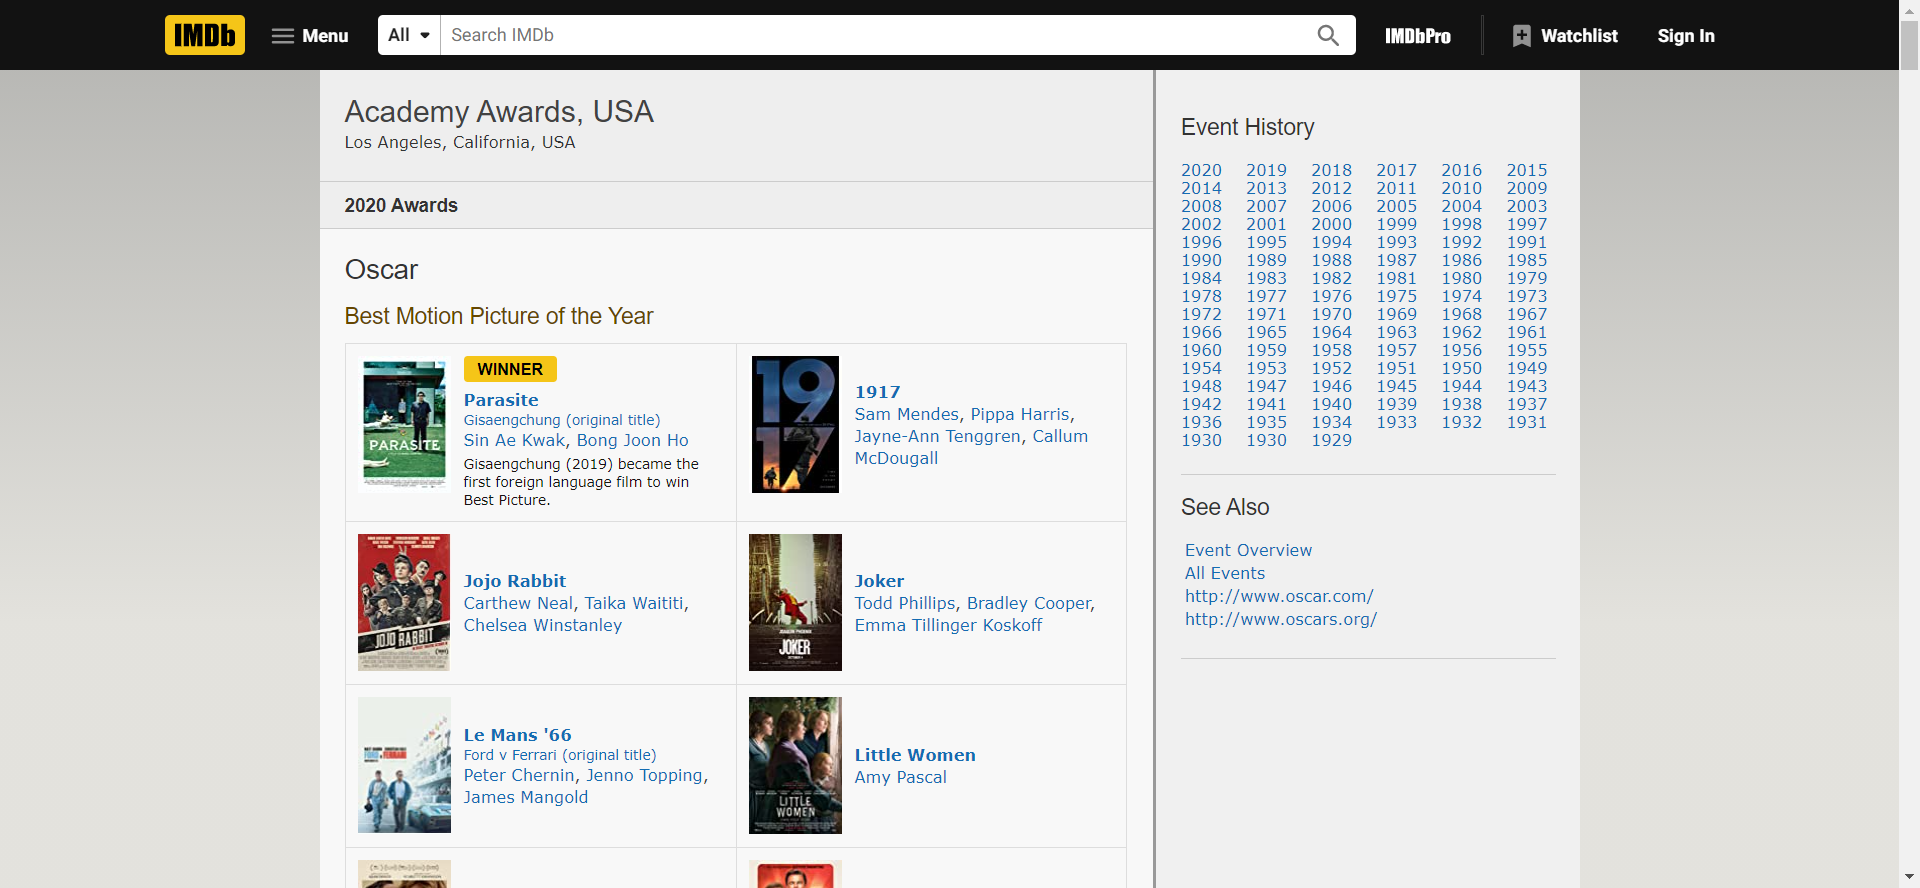 IMDb Menu All Search IMDb IMDbPro Watchlist Sign In
Academy Awards, USA
Los Angeles, California, USA
2020 Awards
Oscar
Best Motion Picture of the Year
PARASITE
WINNER
Parasite
Gisaengchung (original title)
Sin Ae Kwak, Bong Joon Ho
Gisaengchung (2019) became the
first foreign language film to win
Best Picture.
19
17
1917
Sam Mendes, Pippa Harris,
Jayne-Ann Tenggren, Callum
McDougall
JOJO RABBIT
Jojo Rabbit
Carthew Neal, Taika Waititi,
Chelsea Winstanley
JOKER
Joker
Todd Phillips, Bradley Cooper,
Emma Tillinger Koskoff
FORD v FERRARI
Le Mans '66
Ford v Ferrari (original title)
Peter Chernin, Jenno Topping,
James Mangold
LITTLE
WOMEN
Little Women
Amy Pascal
Event History
2020 2019 2018 2017 2016 2015
2014 2013 2012 2011 2010 2009
2008 2007 2006 2005 2004 2003
2002 2001 2000 1999 1998 1997
1996 1995 1994 1993 1992 1991
1990 1989 1988 1987 1986 1985
1984 1983 1982 1981 1980 1979
1978 1977 1976 1975 1974 1973
1972 1971 1970 1969 1968 1967
1966 1965 1964 1963 1962 1961
1960 1959 1958 1957 1956 1955
1954 1953 1952 1951 1950 1949
1948 1947 1946 1945 1944 1943
1942 1941 1940 1939 1938 1937
1936 1935 1934 1933 1932 1931
1930 1930 1929
See Also
Event Overview
All Events
http://www.oscar.com/
http://www.oscars.org/